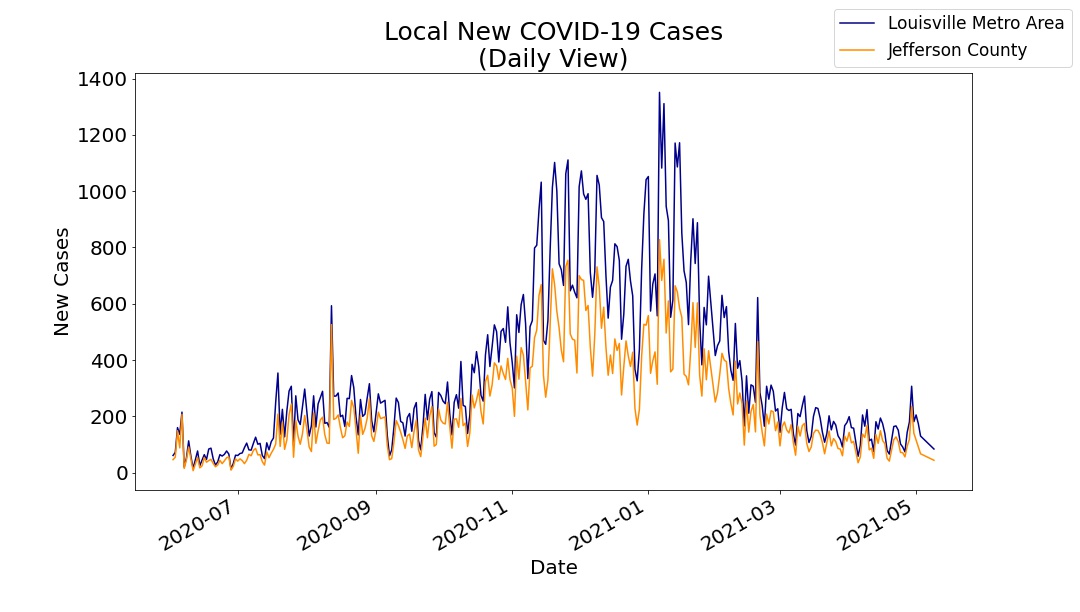 Local New COVID-19 Cases
(Daily View)
Louisville Metro Area
Jefferson County
1400
1200
1000
800
600
400
200
0
New Cases
2020-07
2020-09
2020-11
2021-01
2021-03
2021-05
Date